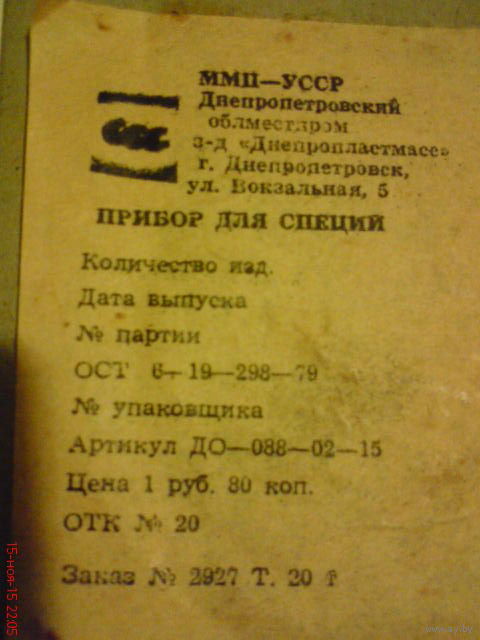 ММП—УССР
Днепропетровский
облместпром
з-д «Днепропластмасс»
г. Днепропетровск,
ул. Вокзальная, 5
ПРИБОР ДЛЯ СПЕЦИЙ
Количество изд.
Дата выпуска
№ партии
ОСТ 6—19—298—79
№ упаковщика
Артикул ДО—088—02—15
Цена 1 руб. 80 коп.
ОТК № 20
Заказ № 2927 Т. 20 т
15-ноя-15 22:05